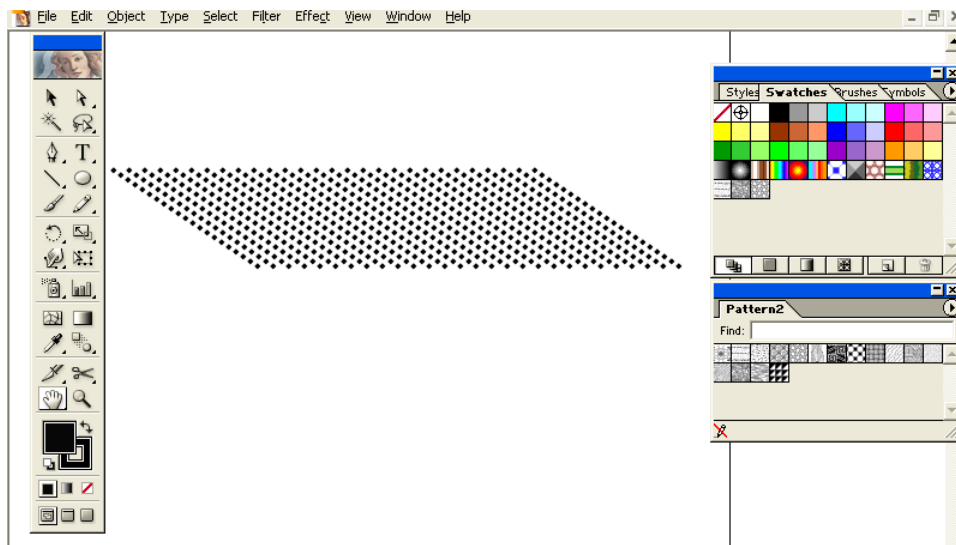 File Edit Object Type Select Filter Effect View Window Help
Styles Swatches Brushes Symbols
Pattern2
Find: